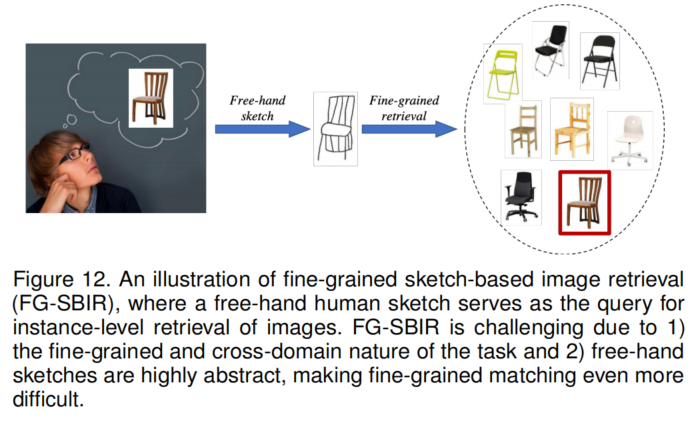 Free-hand
sketch
Fine-grained
retrieval
Figure 12. An illustration of fine-grained sketch-based image retrieval
(FG-SBIR), where a free-hand human sketch serves as the query for
instance-level retrieval of images. FG-SBIR is challenging due to 1)
the fine-grained and cross-domain nature of the task and 2) free-hand
sketches are highly abstract, making fine-grained matching even more
difficult.